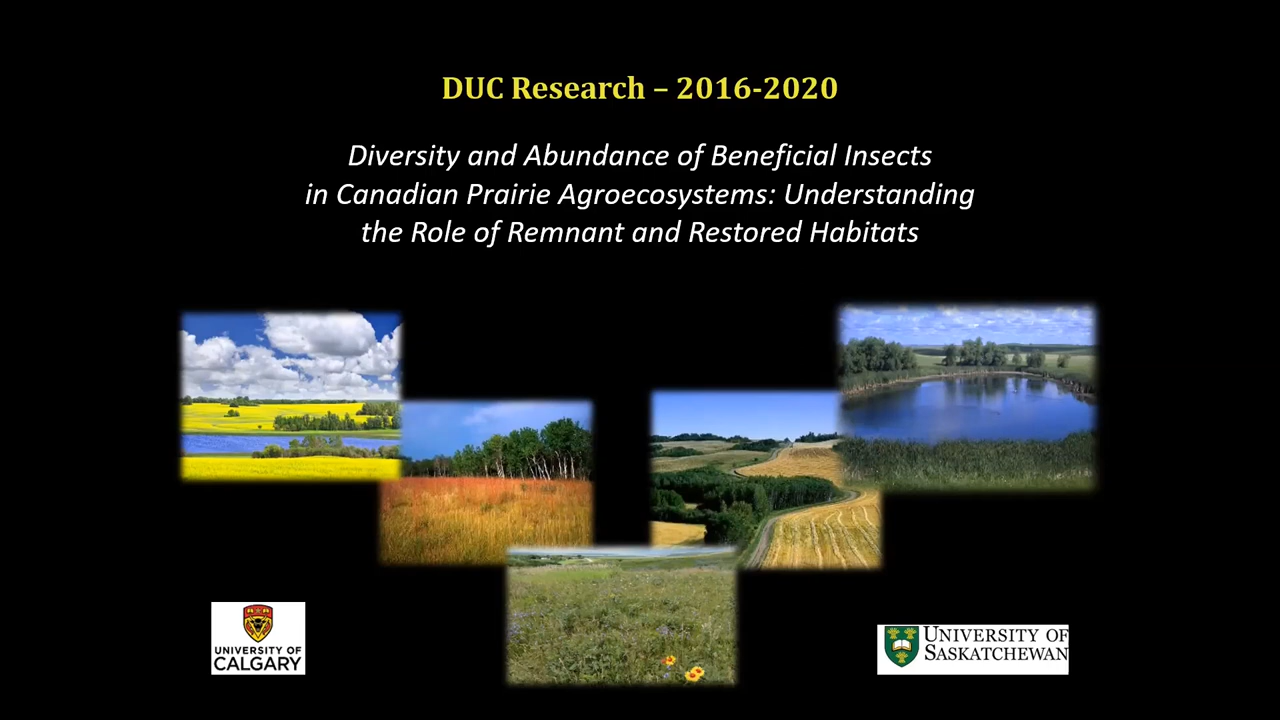 DUC Research – 2016-2020
Diversity and Abundance of Beneficial Insects
in Canadian Prairie Agroecosystems: Understanding
the Role of Remnant and Restored Habitats
UNIVERSITY OF
CALGARY
UNIVERSITY OF
SASKATCHEWAN